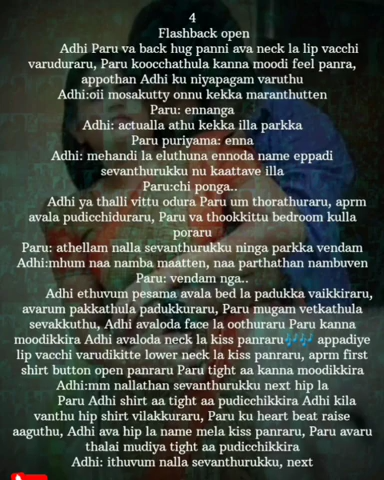 4
Flashback open
Adhi Paru va back hug panni ava neck la lip vacchi
varuduraru, Paru koocchathula kanna moodi feel panra,
appothan Adhi ku niyapagam varuthu
Adhi:oii mosakutty onnu kekka maranthutten
Paru: ennanga
Adhi: actualla athu kekka illa parkka
Paru puriyama: enna
Adhi: mehandi la eluthuna ennoda name eppadi
sevanthurukku nu kaattave illa
Paru:chi ponga..
Adhi ya thalli vittu odura Paru um thorathuraru, aprm
avala pudicchiduraru, Paru va thookkittu bedroom kulla
poraru
Paru: athellam nalla sevanthurukku ninga parkka vendam
Adhi:mhum naa namba maatten, naa parthathan nambuven
Paru: vendam nga..
Adhi ethuvum pesama avala bed la padukka vaikkiraru,
avarum pakkathula padukkuraru, Paru mugam vetkathula
sevakkuthu, Adhi avaloda face la oothuraru Paru kanna
moodikkira Adhi avaloda neck la kiss panraru🎶🎶 appadiye
lip vacchi varudikitte lower neck la kiss panraru, aprm first
shirt button open panraru Paru tight aa kanna moodikkira
Adhi:mm nallathan sevanthurukku next hip la
Paru Adhi shirt aa tight aa pudicchikkira Adhi kila
vanthu hip shirt vilakkuraru, Paru ku heart beat raise
aaguthu, Adhi ava hip la name mela kiss panraru, Paru avaru
thalai mudiya tight aa pudicchikkira
Adhi: ithuvum nalla sevanthurukku, next